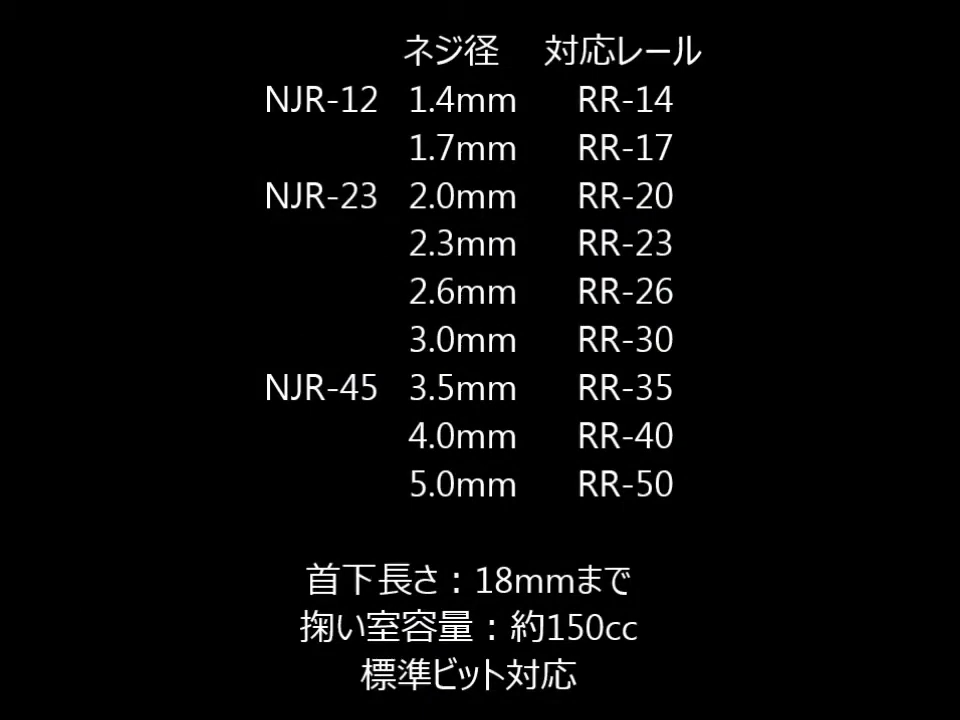 ネジ径 対応レール
NJR-12 1.4mm RR-14
1.7mm RR-17
NJR-23 2.0mm RR-20
2.3mm RR-23
2.6mm RR-26
3.0mm RR-30
NJR-45 3.5mm RR-35
4.0mm RR-40
5.0mm RR-50
首下長さ：18mmまで
掬い室容量：約150cc
標準ビット対応